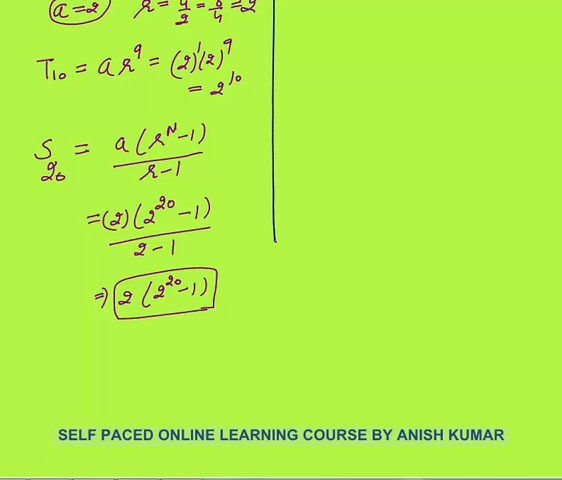 a = 2 r = 4/2 = 8/4 = 2
T10 = a r^9 = (2)^1 (2)^9
= 2^10
S20 = a (r^N - 1) / r - 1
= (2) (2^20 - 1) / 2 - 1
⇒ 2 (2^20 - 1)
SELF PACED ONLINE LEARNING COURSE BY ANISH KUMAR